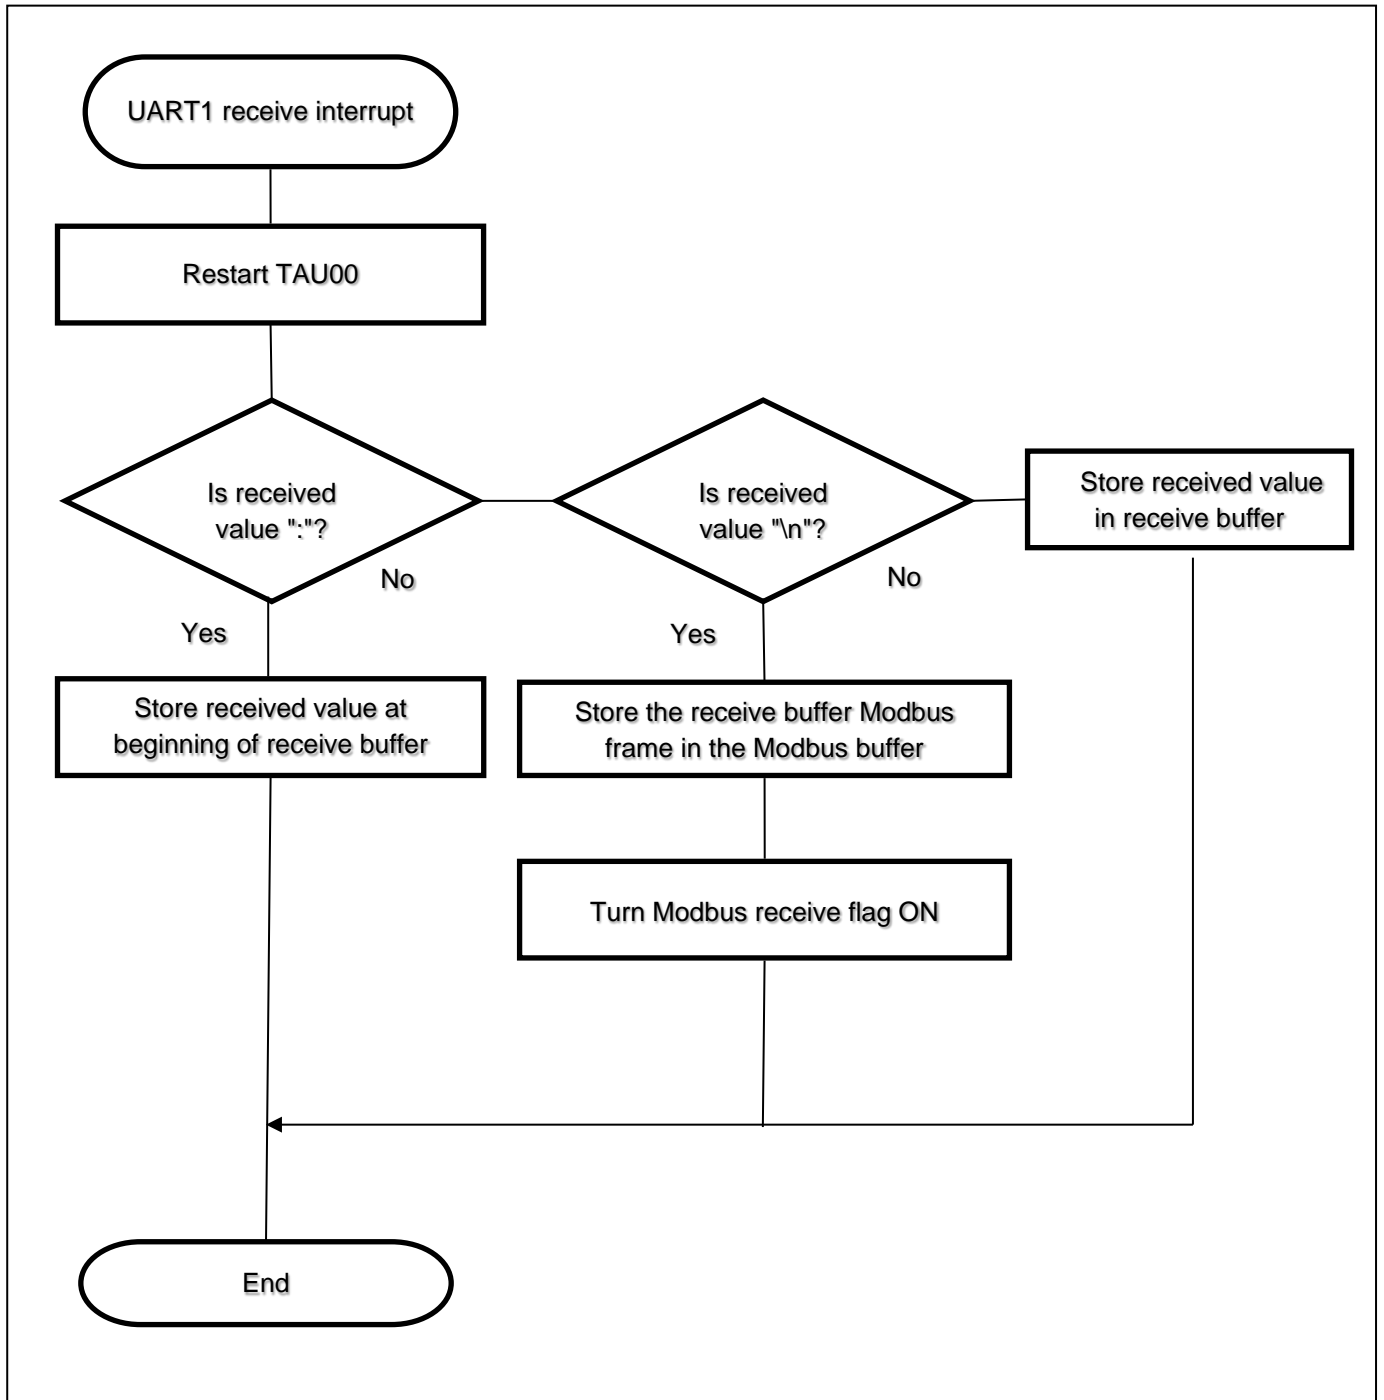 UART1 receive interrupt
Restart TAU00
Is received
value ":"?
No
Yes
Is received
value "\n"?
No
Yes
Store received value
in receive buffer
Store received value at
beginning of receive buffer
Store the receive buffer Modbus
frame in the Modbus buffer
Turn Modbus receive flag ON
End